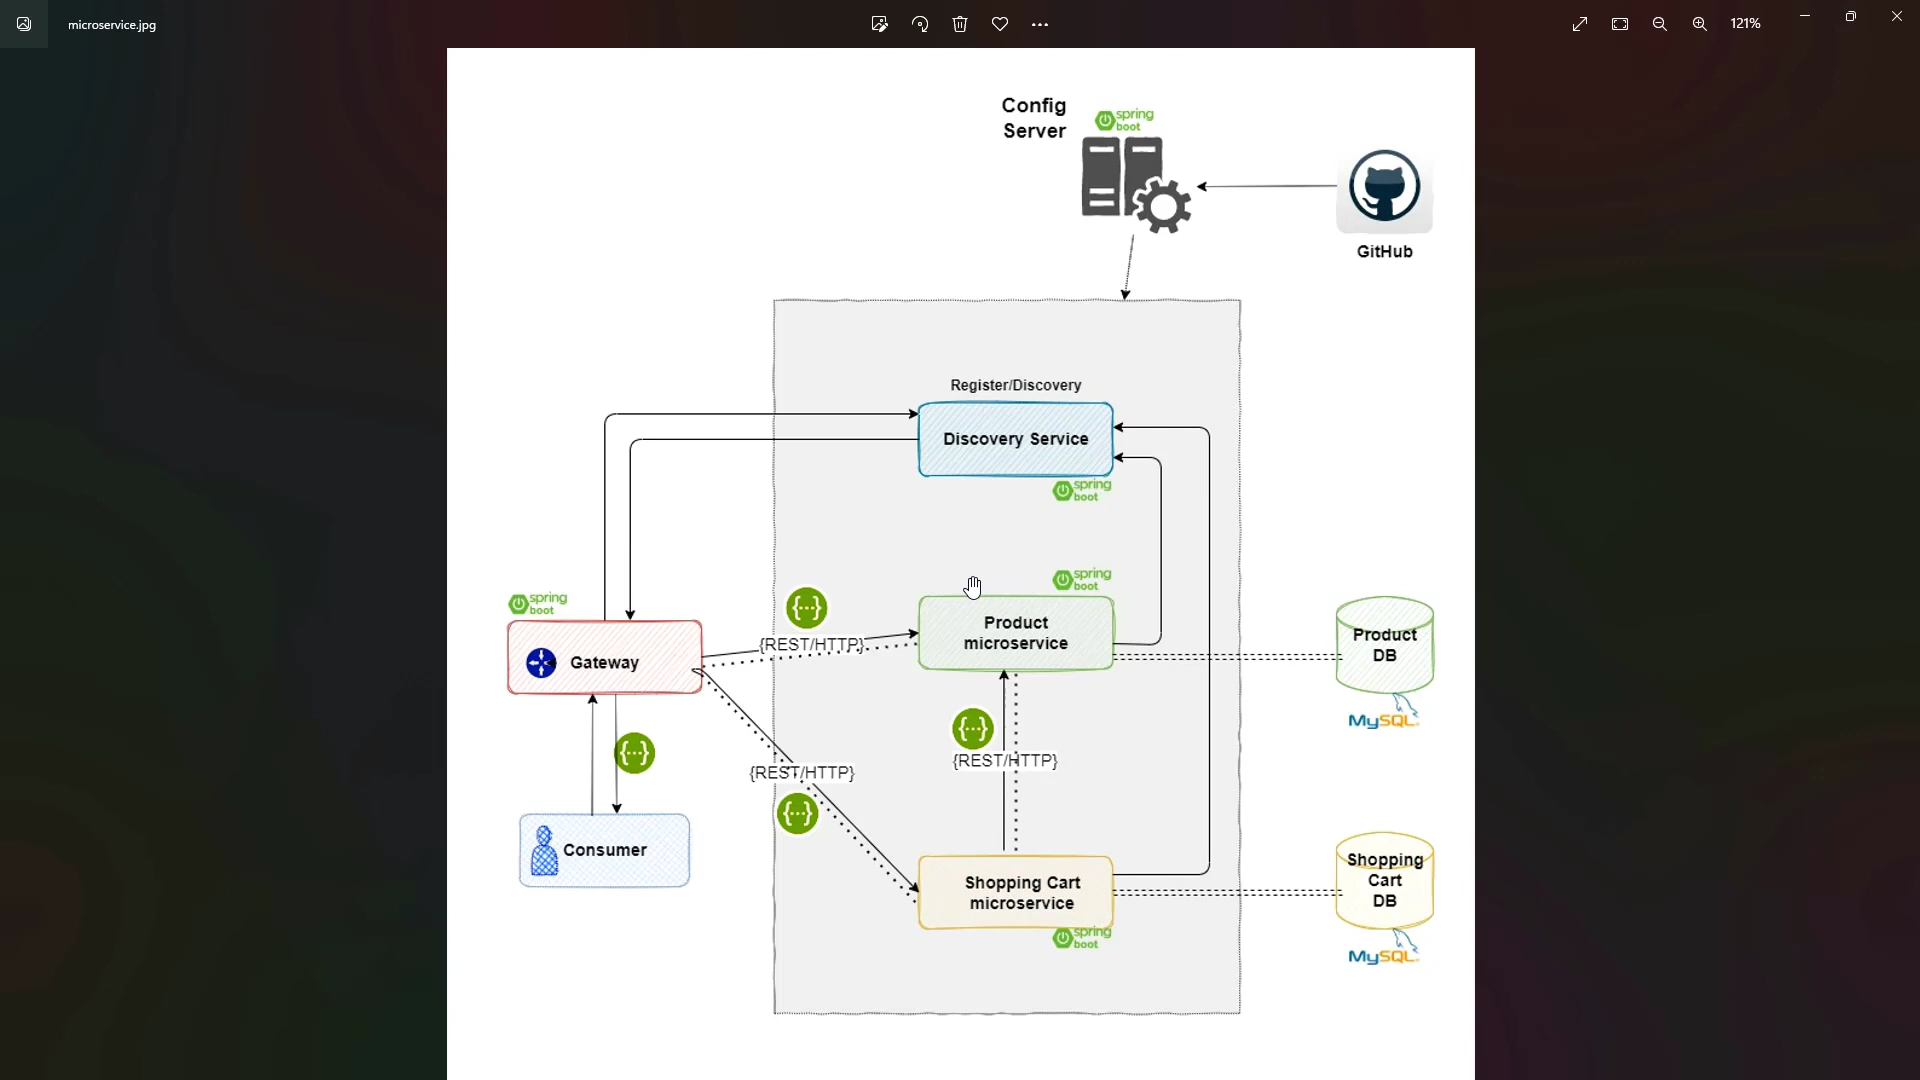 microservice.jpg
121%
Config
Server
spring
boot
GitHub
Register/Discovery
Discovery Service
spring
boot
spring
boot
spring
boot
Gateway
{REST/HTTP}
Product
microservice
Product
DB
MySQL
{REST/HTTP}
{REST/HTTP}
Consumer
Shopping Cart
microservice
spring
boot
Shopping
Cart
DB
MySQL